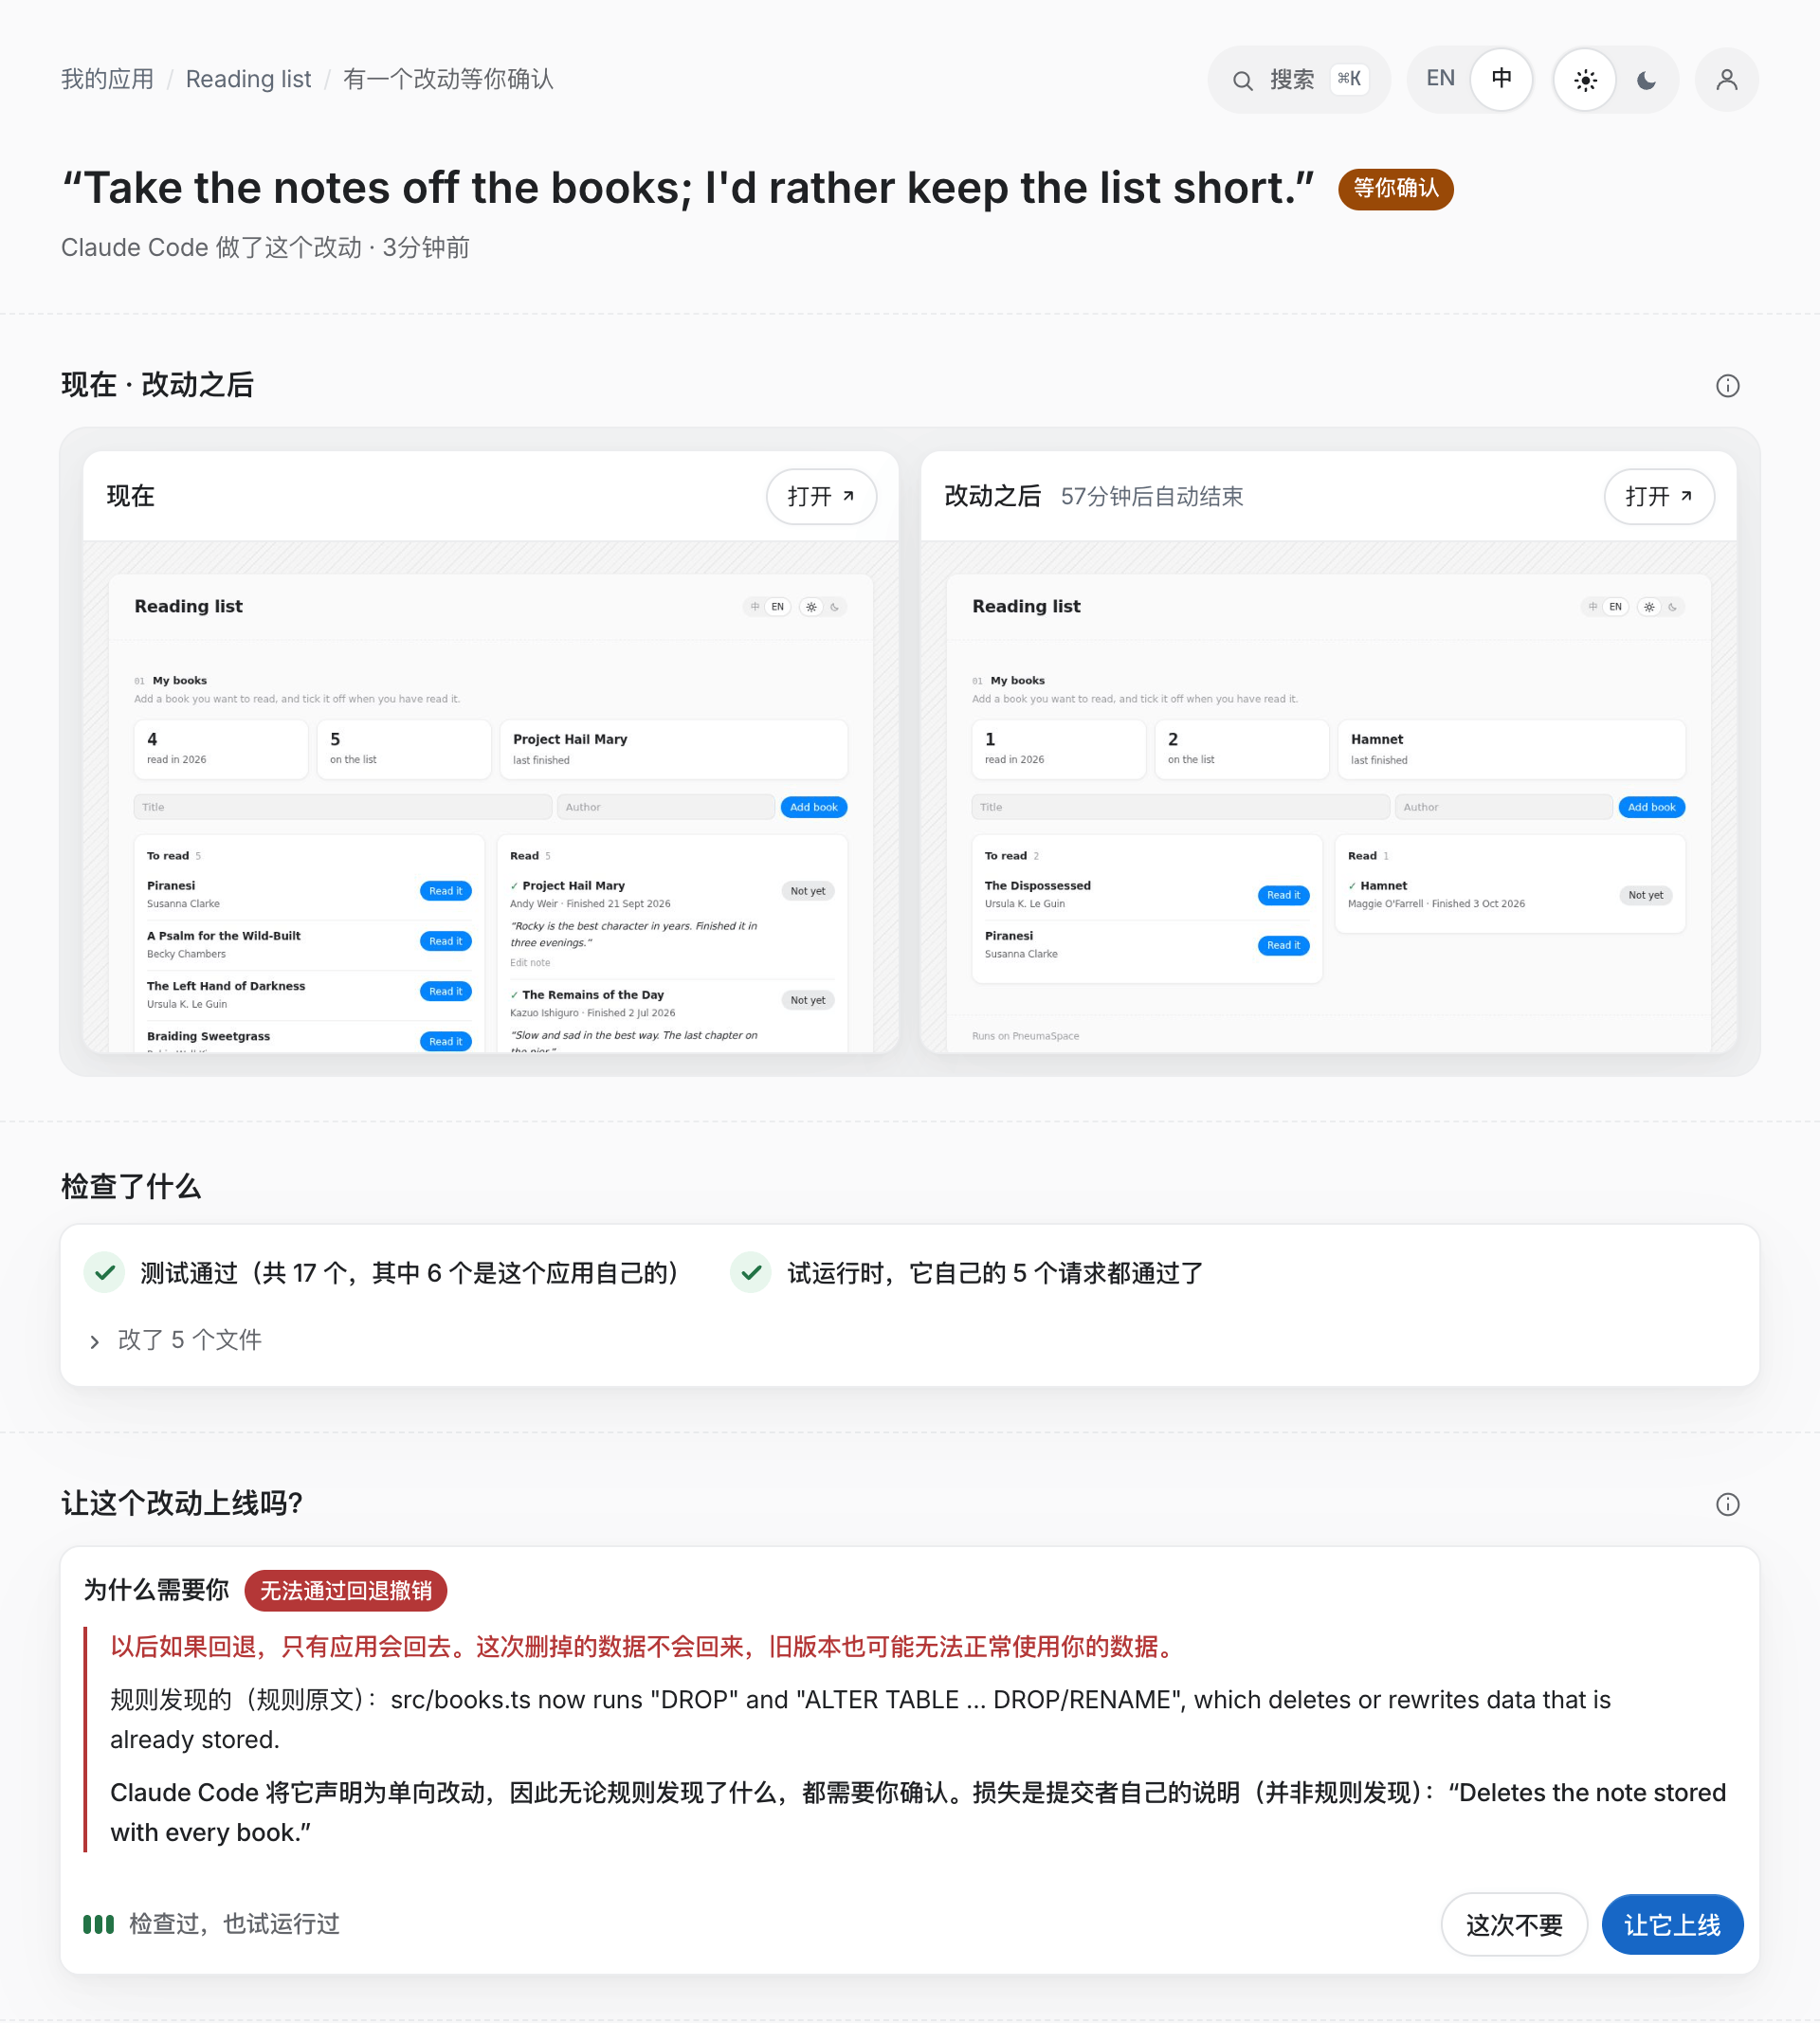 我的应用 / Reading list / 有一个改动等你确认
搜索 ⌘K
EN 中
“Take the notes off the books; I'd rather keep the list short.” 等你确认
Claude Code 做了这个改动 · 3分钟前
现在 · 改动之后
现在
打开
Reading list
中 EN
01 My books
Add a book you want to read, and tick it off when you have read it.
4
read in 2026
5
on the list
Project Hail Mary
last finished
Title
Author
Add book
To read 5
Piranesi
Susanna Clarke
Read it
A Psalm for the Wild-Built
Becky Chambers
Read it
The Left Hand of Darkness
Ursula K. Le Guin
Read it
Braiding Sweetgrass
Read it
Read 5
✓ Project Hail Mary
Andy Weir · Finished 21 Sept 2026
Not yet
“Rocky is the best character in years. Finished it in
three evenings.”
Edit note
✓ The Remains of the Day
Kazuo Ishiguro · Finished 2 Jul 2026
Not yet
“Slow and sad in the best way. The last chapter on
the pier.”
改动之后 57分钟后自动结束
打开
Reading list
中 EN
01 My books
Add a book you want to read, and tick it off when you have read it.
1
read in 2026
2
on the list
Hamnet
last finished
Title
Author
Add book
To read 2
The Dispossessed
Ursula K. Le Guin
Read it
Piranesi
Susanna Clarke
Read it
Read 1
✓ Hamnet
Maggie O'Farrell · Finished 3 Oct 2026
Not yet
Runs on PneumaSpace
检查了什么
测试通过（共 17 个，其中 6 个是这个应用自己的）
试运行时，它自己的 5 个请求都通过了
改了 5 个文件
让这个改动上线吗？
为什么需要你 无法通过回退撤销
以后如果回退，只有应用会回去。这次删掉的数据不会回来，旧版本也可能无法正常使用你的数据。
规则发现的（规则原文）： src/books.ts now runs "DROP" and "ALTER TABLE … DROP/RENAME", which deletes or rewrites data that is
already stored.
Claude Code 将它声明为单向改动，因此无论规则发现了什么，都需要你确认。损失是提交者自己的说明（并非规则发现）： “Deletes the note stored
with every book.”
检查过，也试运行过
这次不要
让它上线